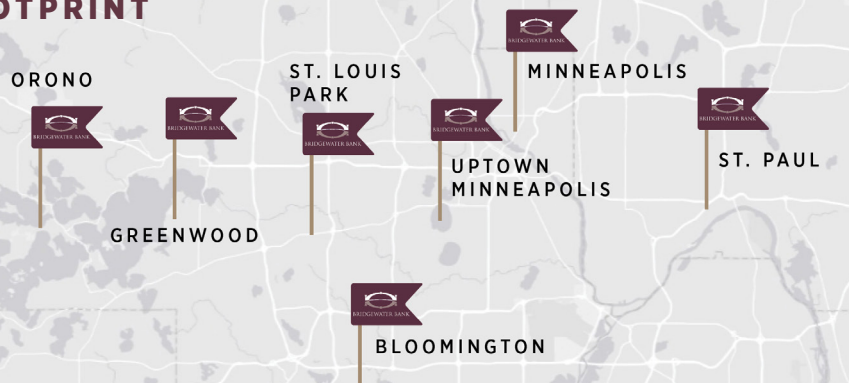 OTPRINT
ORONO
BRIDGEWATER BANK
BRIDGEWATER BANK
ST. LOUIS
PARK
BRIDGEWATER BANK
BRIDGEWATER BANK
BRIDGEWATER BANK
MINNEAPOLIS
BRIDGEWATER BANK
ST. PAUL
UPTOWN
MINNEAPOLIS
GREENWOOD
BRIDGEWATER BANK
BLOOMINGTON